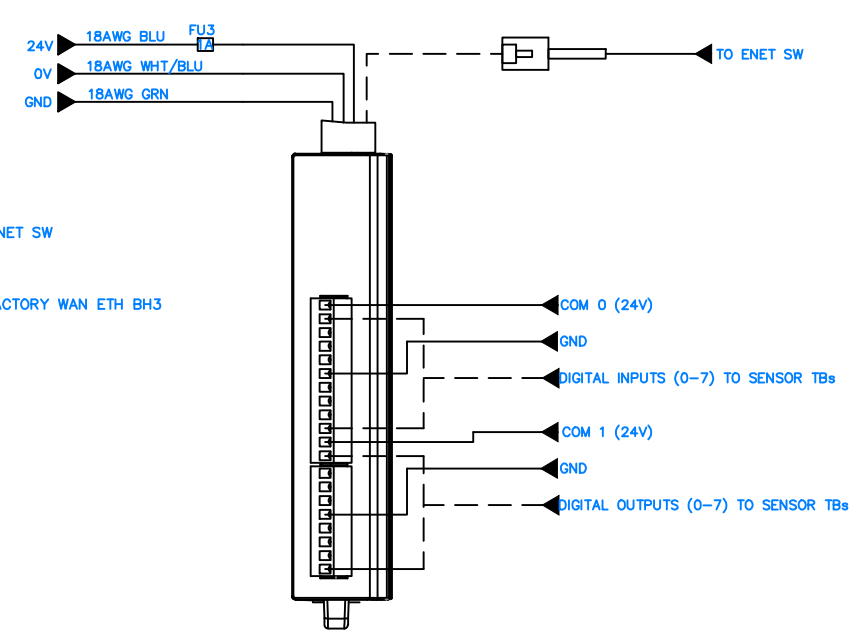 FU3
24V 18AWG BLU 1A
0V 18AWG WHT/BLU
GND 18AWG GRN
TO ENET SW
NET SW
ACTORY WAN ETH BH3
COM 0 (24V)
GND
DIGITAL INPUTS (0-7) TO SENSOR TBs
COM 1 (24V)
GND
DIGITAL OUTPUTS (0-7) TO SENSOR TBs